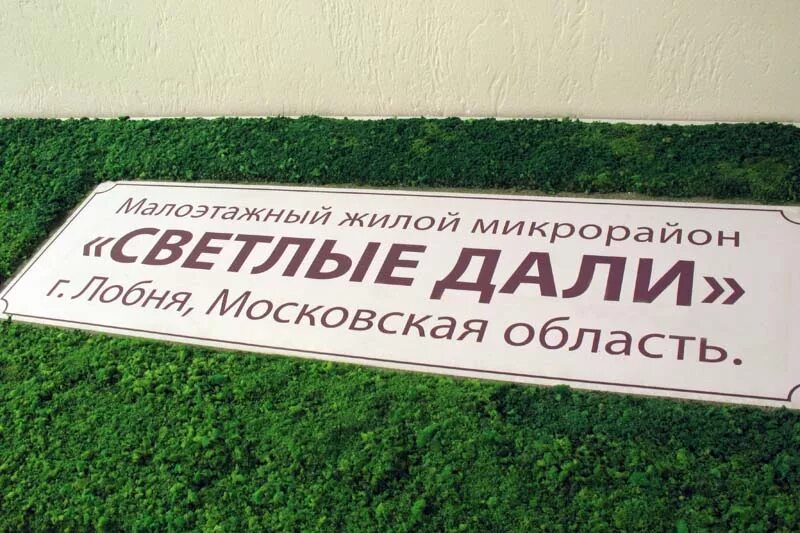 Малоэтажный жилой микрорайон
«СВЕТЛЫЕ ДАЛИ»
г. Лобня, Московская область.